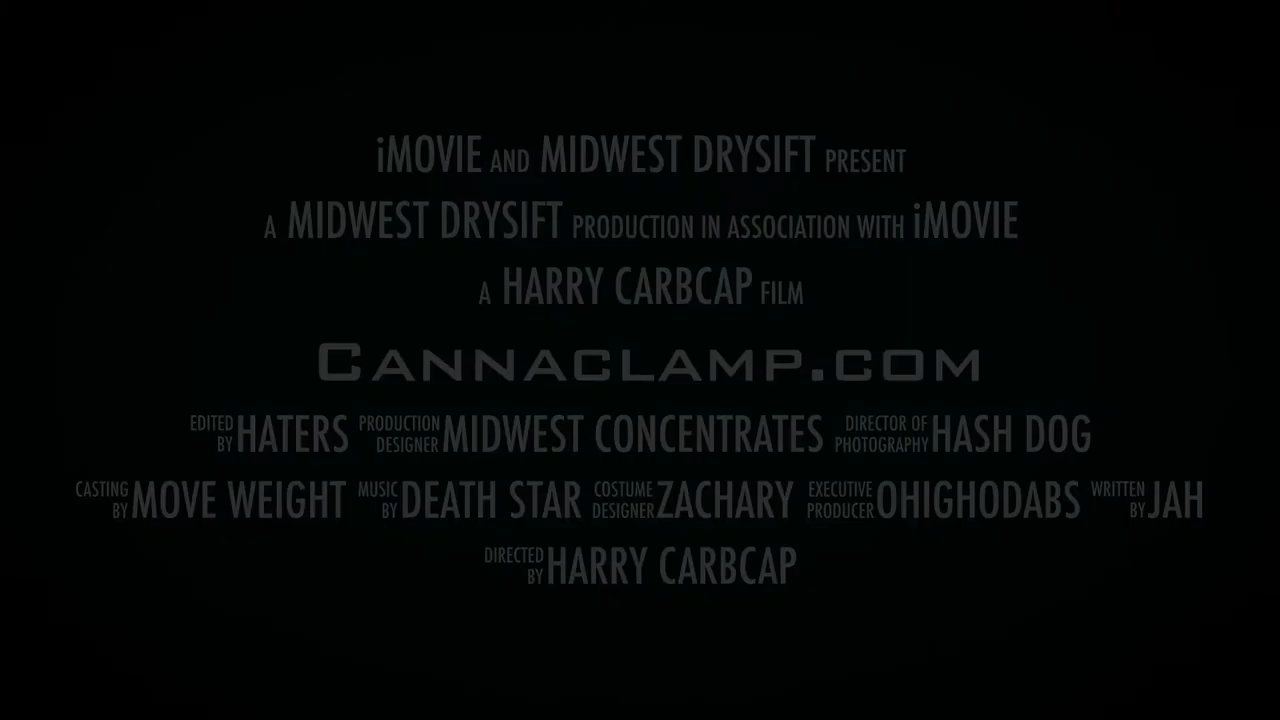 iMOVIE AND MIDWEST DRYSIFT PRESENT
A MIDWEST DRYSIFT PRODUCTION IN ASSOCIATION WITH iMOVIE
A HARRY CARBCAP FILM
CANNACLAMP.COM
EDITED BY HATERS PRODUCTION DESIGNER MIDWEST CONCENTRATES DIRECTOR OF PHOTOGRAPHY HASH DOG
CASTING BY MOVE WEIGHT MUSIC BY DEATH STAR COSTUME DESIGNER ZACHARY EXECUTIVE PRODUCER OHIGHODABS WRITTEN BY JAH
DIRECTED BY HARRY CARBCAP